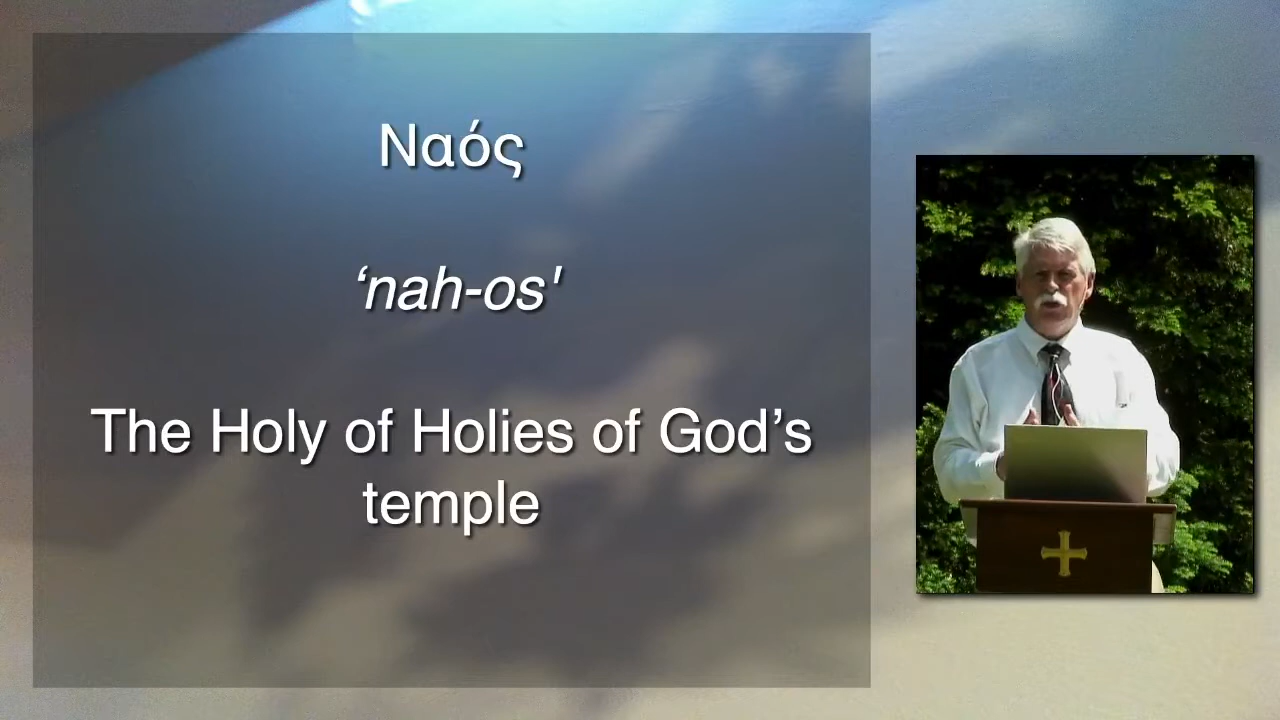 Ναός
‘nah-os'
The Holy of Holies of God’s
temple